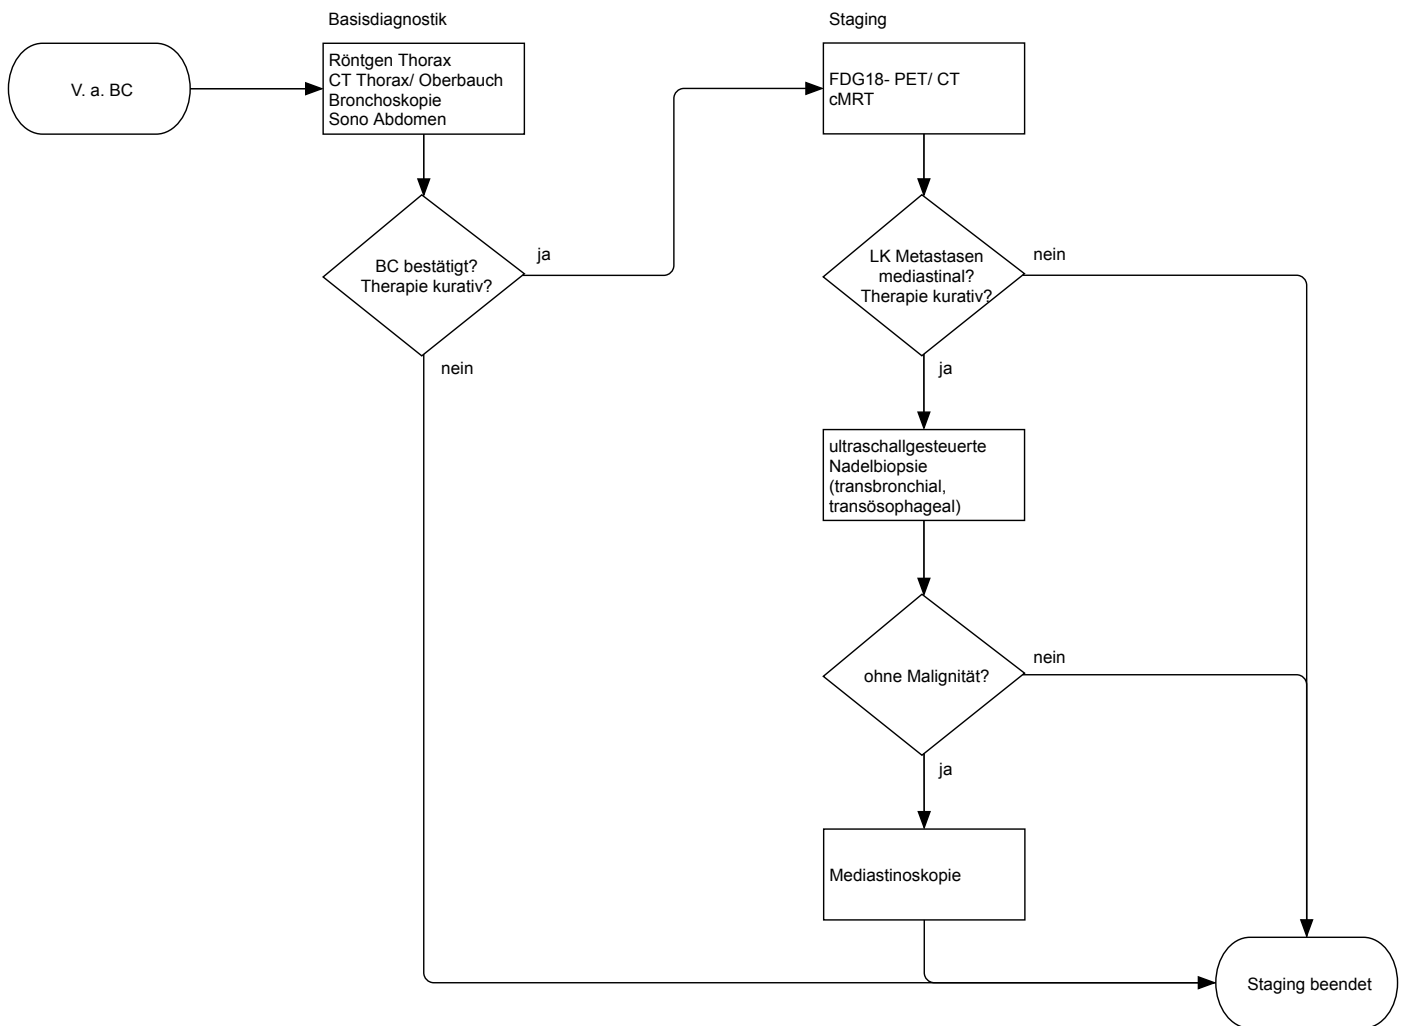 Basisdiagnostik
Staging
V. a. BC
Röntgen Thorax
CT Thorax/ Oberbauch
Bronchoskopie
Sono Abdomen
FDG18- PET/ CT
cMRT
BC bestätigt?
Therapie kurativ?
ja
nein
LK Metastasen
mediastinal?
Therapie kurativ?
nein
ja
ultraschallgesteuerte
Nadelbiopsie
(transbronchial,
transösophageal)
ohne Malignität?
nein
ja
Mediastinoskopie
Staging beendet